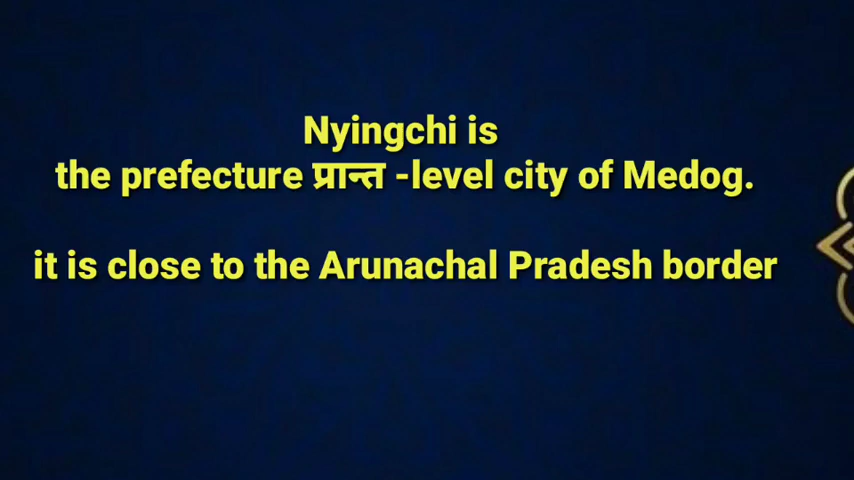 Nyingchi is
the prefecture प्रान्त -level city of Medog.
it is close to the Arunachal Pradesh border